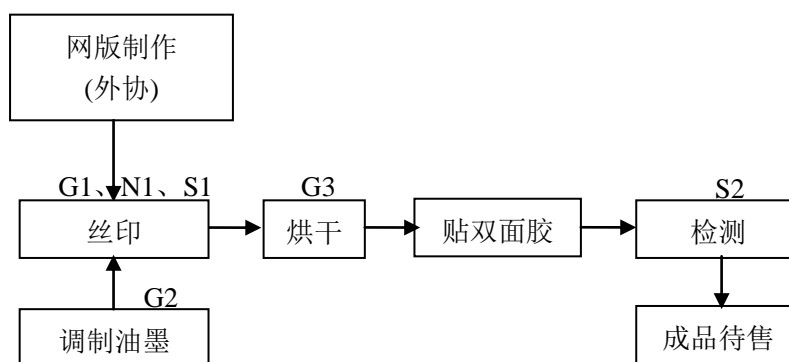 网版制作
(外协)
G1、N1、S1
G3
S2
丝印
烘干
贴双面胶
检测
G2
调制油墨
成品待售